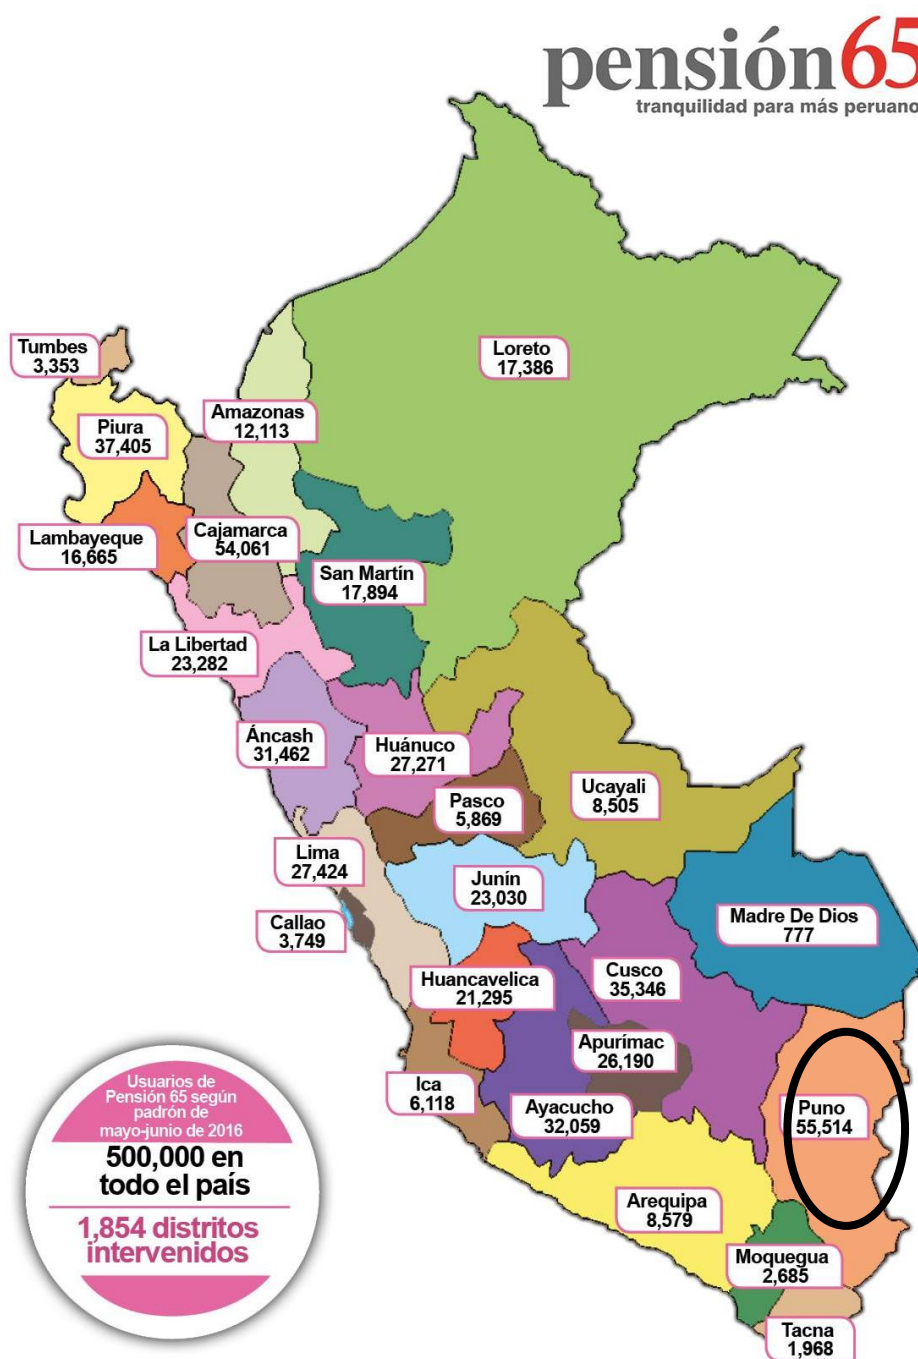 pensión65
tranquilidad para más peruano
Tumbes
3,353
Loreto
17,386
Amazonas
12,113
Piura
37,405
Lambayeque
16,665
Cajamarca
54,061
San Martín
17,894
La Libertad
23,282
Áncash
31,462
Huánuco
27,271
Ucayali
8,505
Pasco
5,869
Lima
27,424
Junín
23,030
Callao
3,749
Madre De Dios
777
Huancavelica
21,295
Cusco
35,346
Apurímac
26,190
Ica
6,118
Ayacucho
32,059
Puno
55,514
Arequipa
8,579
Moquegua
2,685
Tacna
1,968
Usuarios de
Pensión 65 según
padrón de
mayo-junio de 2016
500,000 en
todo el país
1,854 distritos
intervenidos